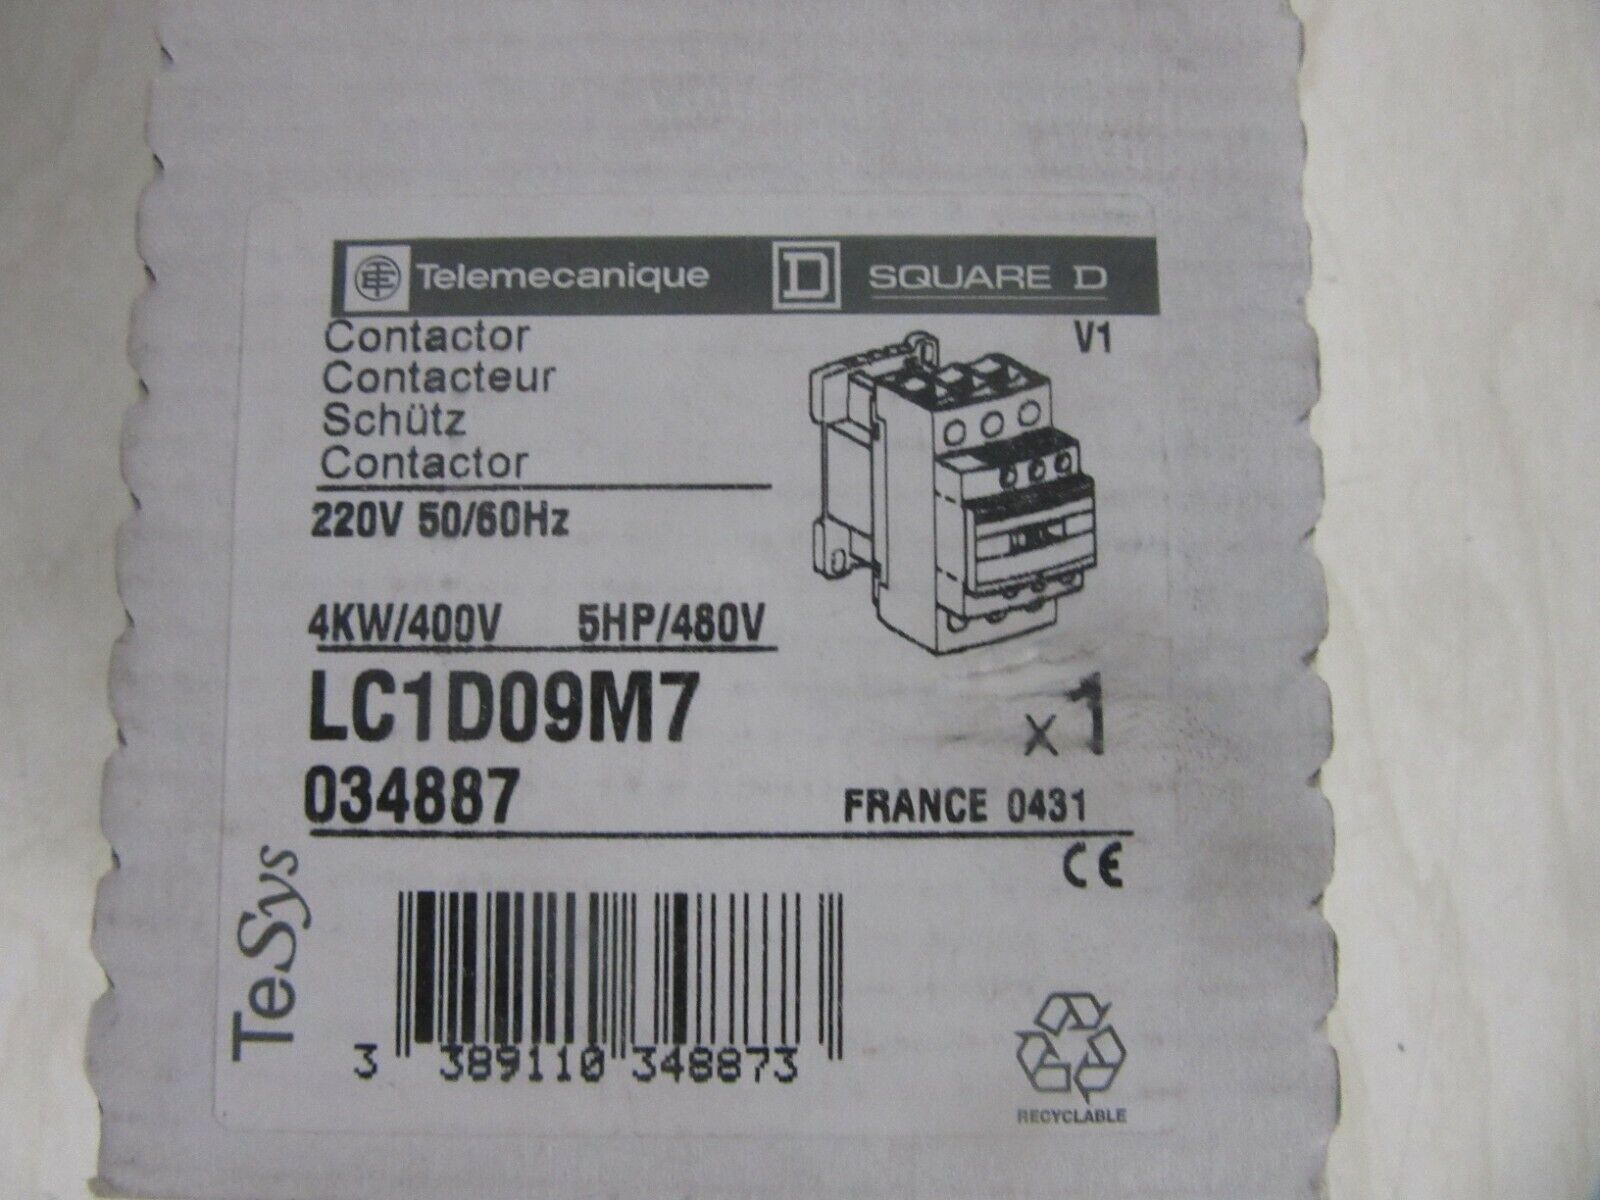 Telemecanique SQUARE D
Contactor V1
Contacteur
Schütz
Contactor
220V 50/60Hz
4KW/400V 5HP/480V
LC1D09M7 x1
034887 FRANCE 0431
CE
TeSys
3 389110 348873
RECYCLABLE